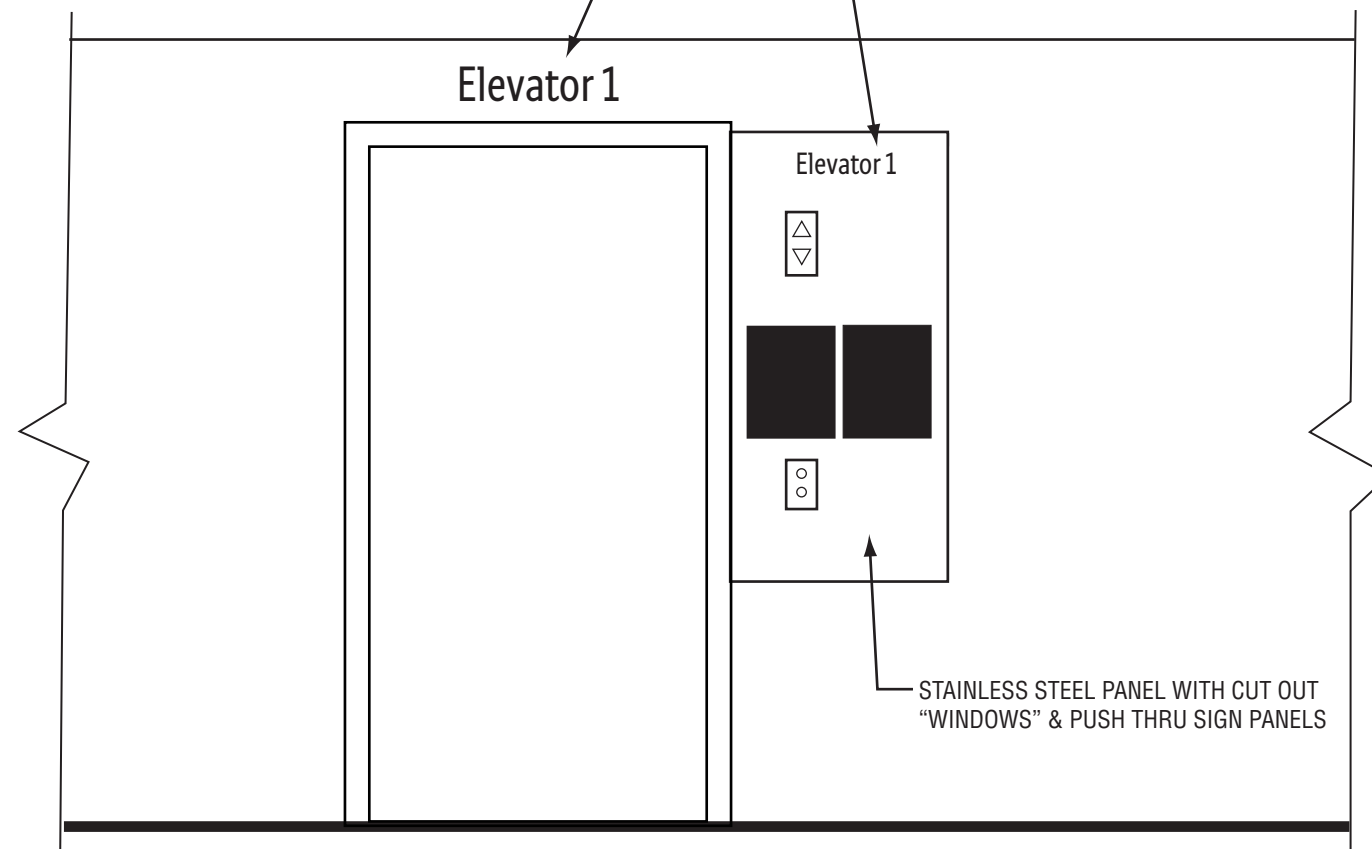 Elevator 1
Elevator 1
STAINLESS STEEL PANEL WITH CUT OUT
“WINDOWS” & PUSH THRU SIGN PANELS